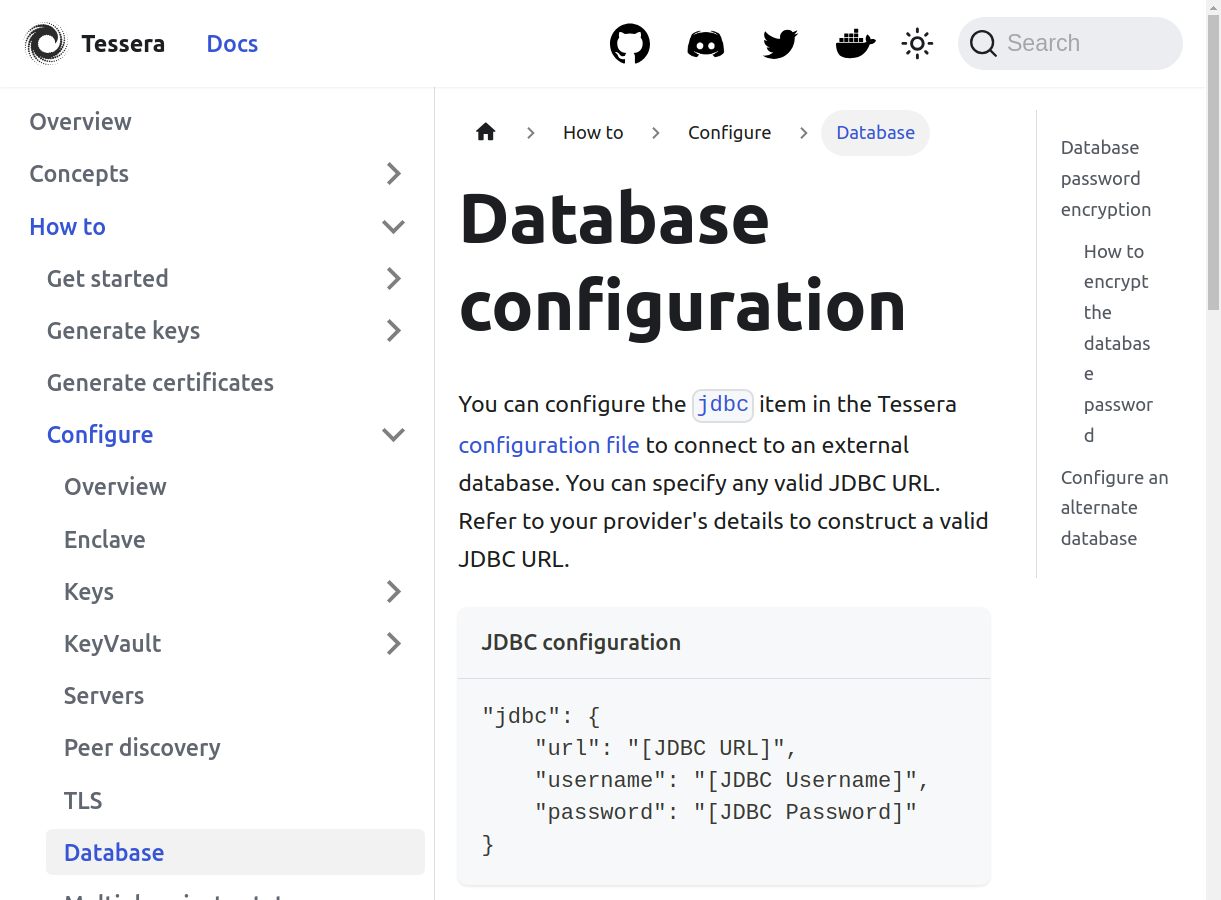 Tessera Docs Search
Overview
Concepts
How to
Get started
Generate keys
Generate certificates
Configure
Overview
Enclave
Keys
KeyVault
Servers
Peer discovery
TLS
Database
How to Configure Database
Database
configuration
You can configure the jdbc item in the Tessera
configuration file to connect to an external
database. You can specify any valid JDBC URL.
Refer to your provider's details to construct a valid
JDBC URL.
JDBC configuration
"jdbc": {
    "url": "[JDBC URL]",
    "username": "[JDBC Username]",
    "password": "[JDBC Password]"
}
Database
password
encryption
How to
encrypt
the
databas
e
passwor
d
Configure an
alternate
database